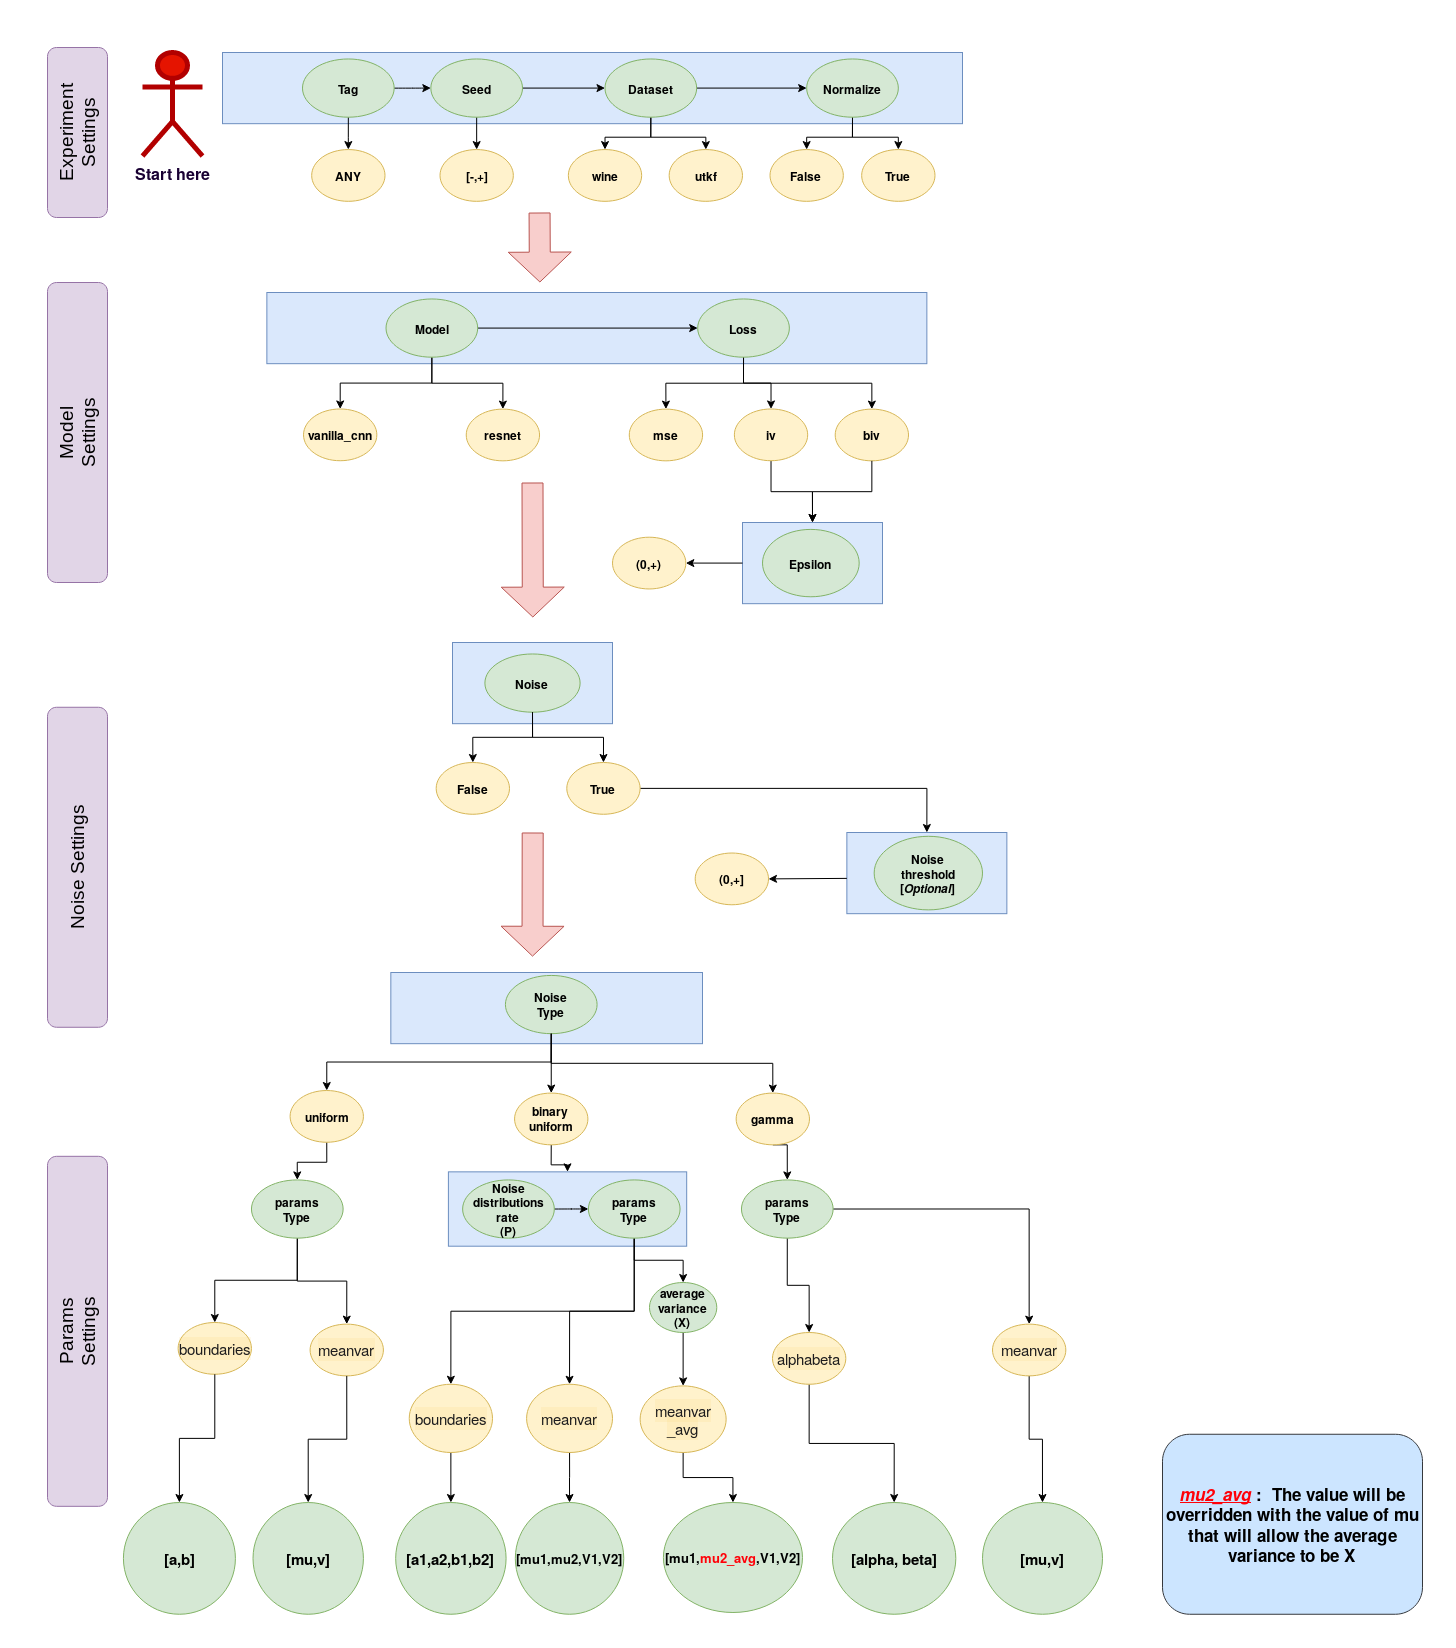 Experiment
Settings
Start here
Tag
Seed
Dataset
Normalize
ANY
[-,+]
wine
utkf
False
True
Model
Settings
Model
Loss
vanilla_cnn
resnet
mse
iv
biv
(0,+)
Epsilon
Noise Settings
Noise
False
True
(0,+]
Noise
threshold
[Optional]
Noise
Type
uniform
binary
uniform
gamma
Params
Settings
params
Type
Noise
distributions
rate
(P)
params
Type
params
Type
average
variance
(X)
boundaries
meanvar
alphabeta
meanvar
boundaries
meanvar
meanvar
_avg
[a,b]
[mu,v]
[a1,a2,b1,b2]
[mu1,mu2,V1,V2]
[mu1,mu2_avg,V1,V2]
[alpha, beta]
[mu,v]
mu2_avg : The value will be
overridden with the value of mu
that will allow the average
variance to be X